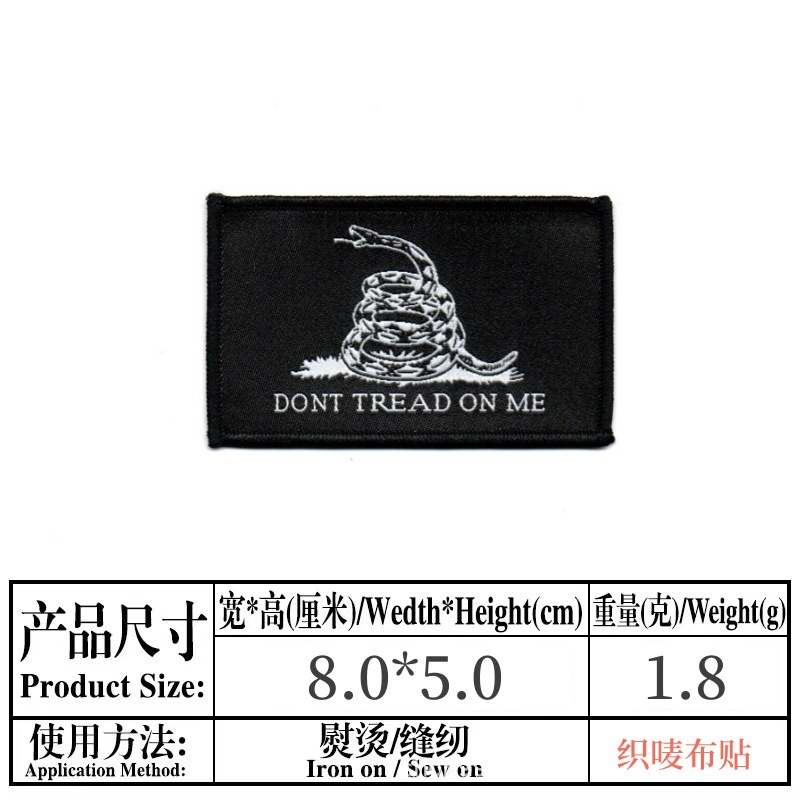 DONT TREAD ON ME
产品尺寸
Product Size:
宽*高(厘米)/Wedth*Height(cm)
重量(克)/Weight(g)
8.0*5.0
1.8
使用方法:
Application Method:
熨烫/缝纫
Iron on / Sew on
织唛布贴